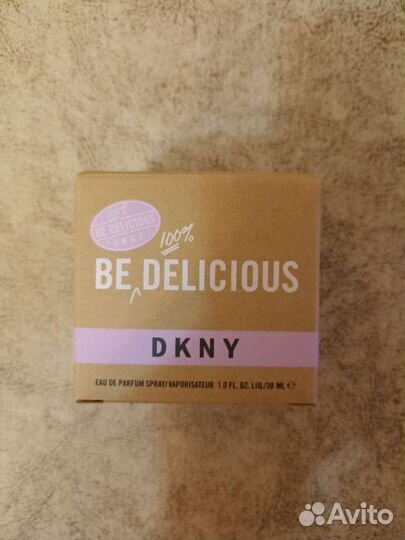 BE DELICIOUS
DKNY
100%
BE DELICIOUS
DKNY
EAU DE PARFUM SPRAY/VAPORISATEUR 1.0 FL. OZ. LIQ./30 ML ℮
Avito